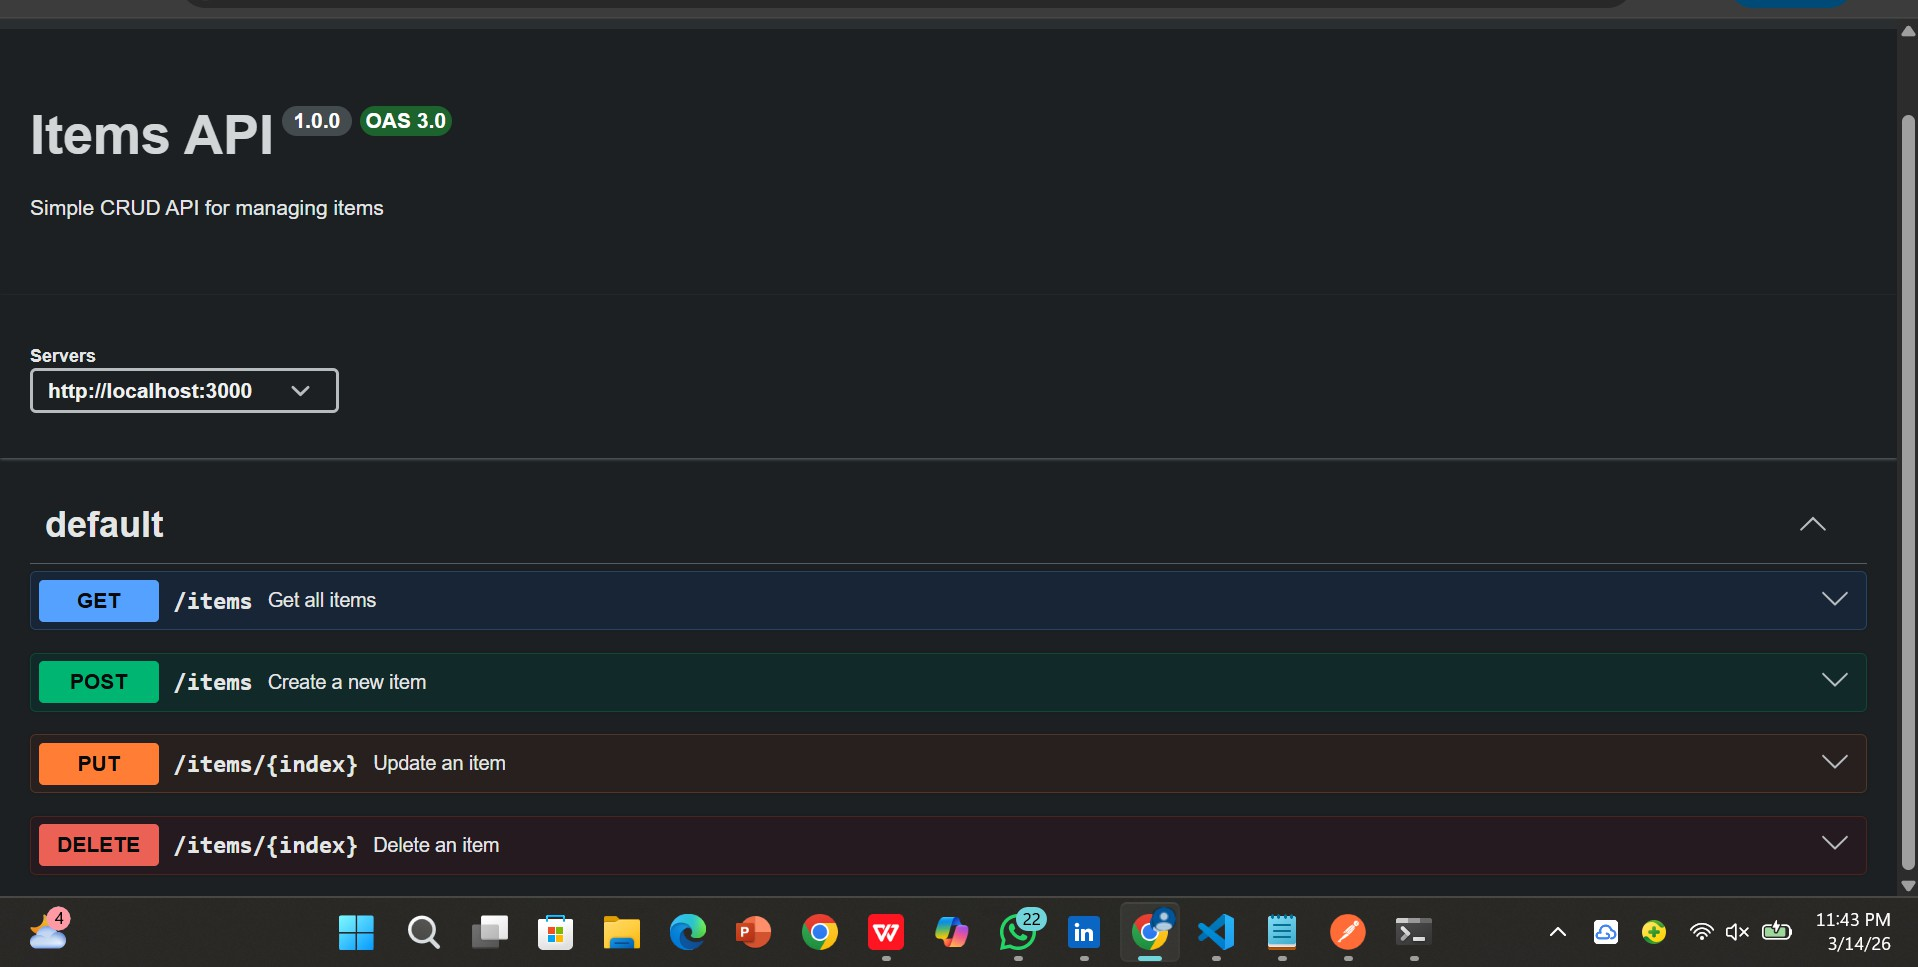 Items API 1.0.0 OAS 3.0
Simple CRUD API for managing items
Servers
http://localhost:3000
default
GET /items Get all items
POST /items Create a new item
PUT /items/{index} Update an item
DELETE /items/{index} Delete an item
4
P
W
22
in
11:43 PM
3/14/26